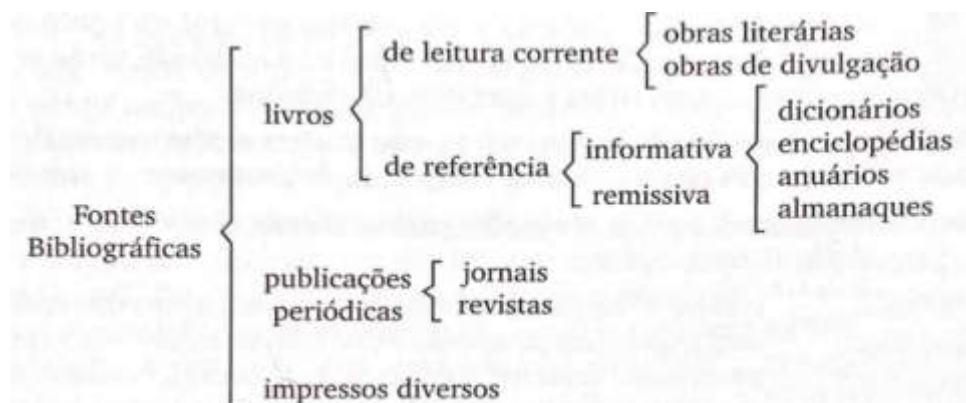 Fontes
Bibliográficas
livros
de leitura corrente
obras literárias
obras de divulgação
de referência
informativa
dicionários
enciclopédias
anuários
almanaques
remissiva
publicações
periódicas
jornais
revistas
impressos diversos